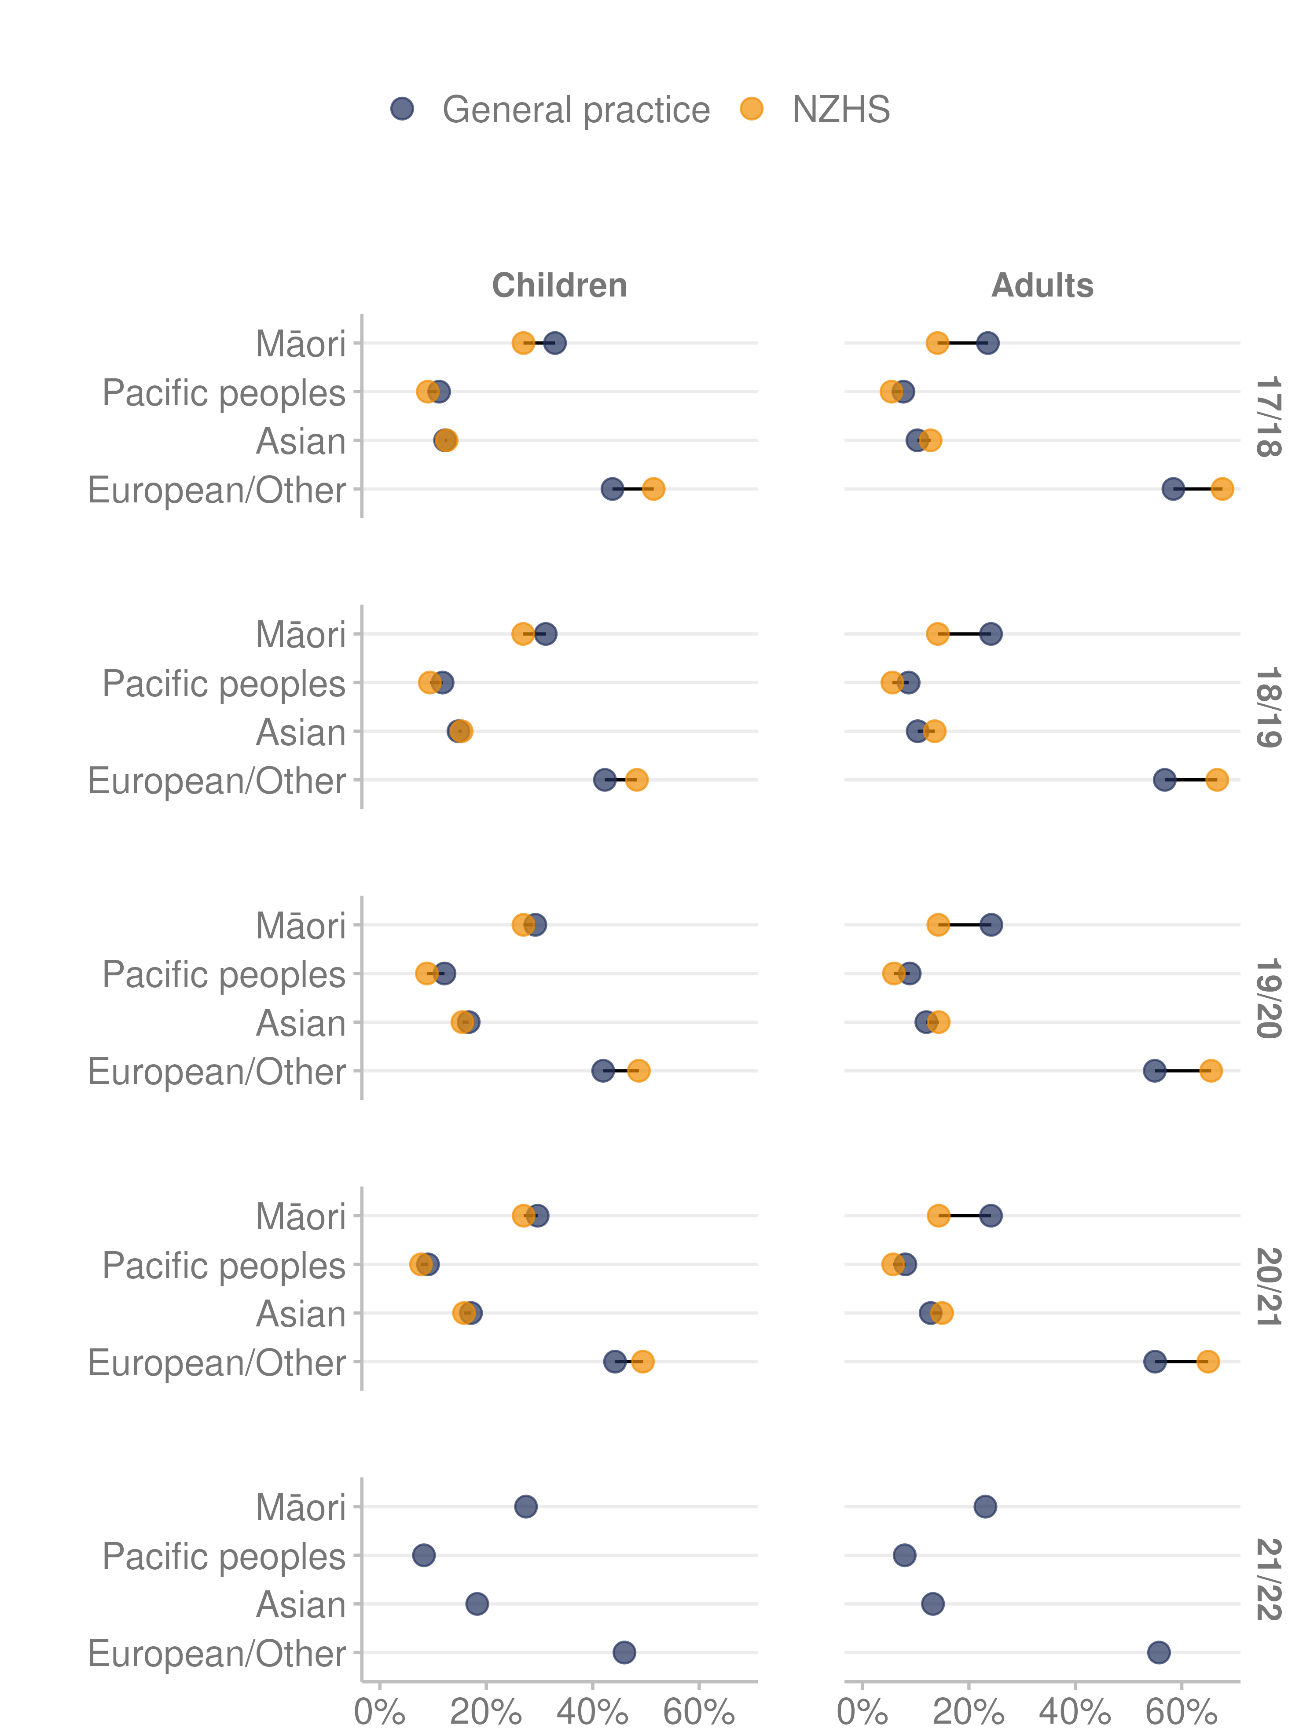 General practice NZHS
Children Adults
Māori
Pacific peoples
Asian
European/Other
17/18
Māori
Pacific peoples
Asian
European/Other
18/19
Māori
Pacific peoples
Asian
European/Other
19/20
Māori
Pacific peoples
Asian
European/Other
20/21
Māori
Pacific peoples
Asian
European/Other
21/22
0% 20% 40% 60% 0% 20% 40% 60%